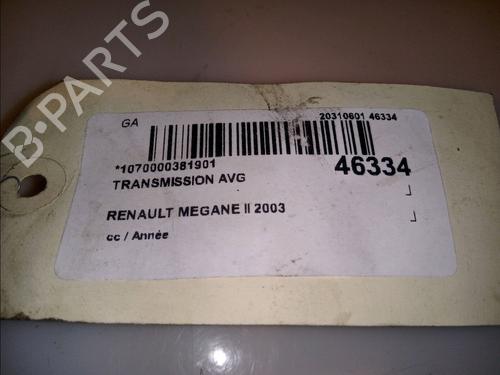 B·PARTS
GA
20310601 46334
*1070000381901
46334
TRANSMISSION AVG
RENAULT MEGANE II 2003
cc / Année